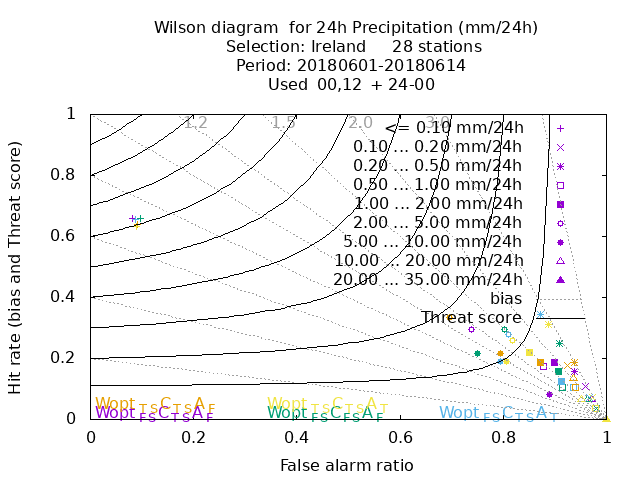 Wilson diagram  for 24h Precipitation (mm/24h)
Selection: Ireland     28 stations
Period: 20180601-20180614
Used  00,12  + 24-00
1.2 1.5 2.0 3.0
<= 0.10 mm/24h
0.10 ... 0.20 mm/24h
0.20 ... 0.50 mm/24h
0.50 ... 1.00 mm/24h
1.00 ... 2.00 mm/24h
2.00 ... 5.00 mm/24h
5.00 ... 10.00 mm/24h
10.00 ... 20.00 mm/24h
20.00 ... 35.00 mm/24h
bias
Threat score
1
0.8
0.6
0.4
0.2
0
Hit rate (bias and Threat score)
Wopt_TSC_TSA_F Wopt_TSC_TSA_T
Wopt_FSC_TSA_F Wopt_FSC_FSA_T Wopt_FSC_TSA_T
0 0.2 0.4 0.6 0.8 1
False alarm ratio